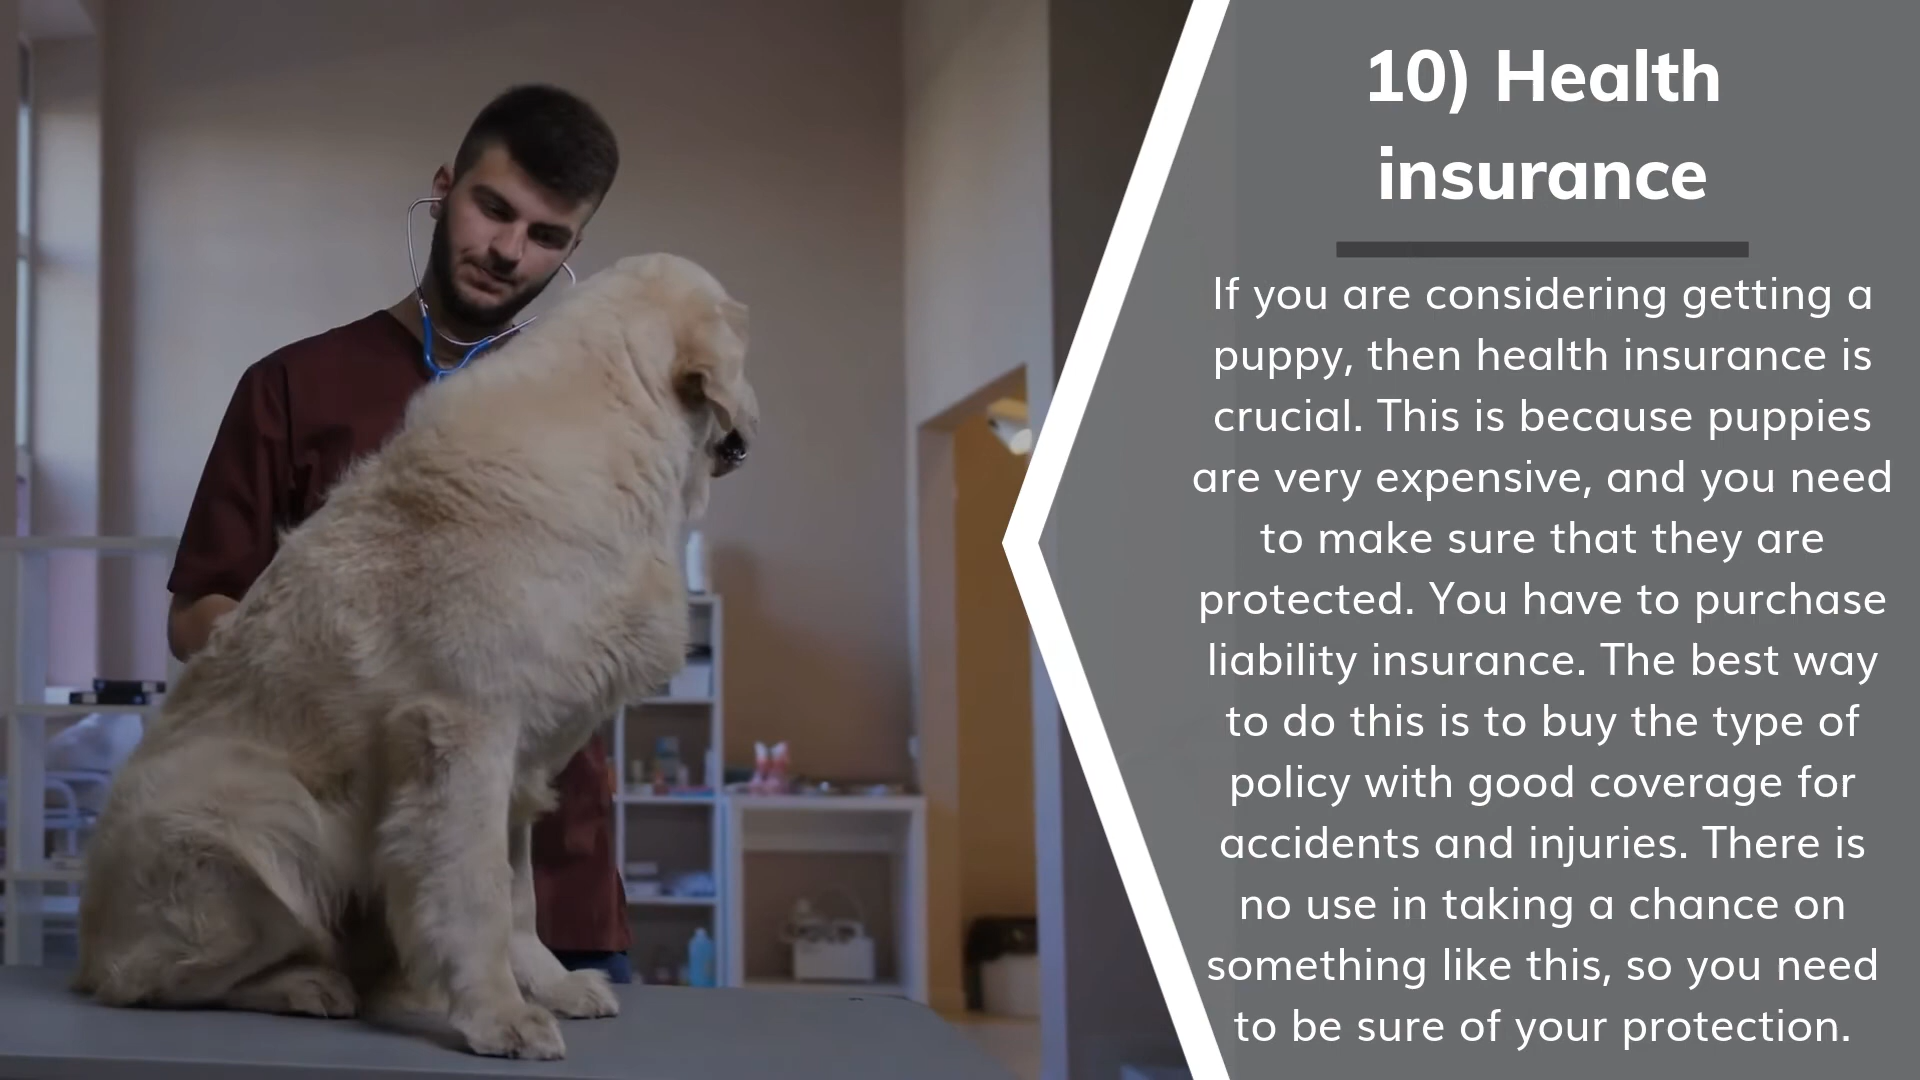 10) Health
insurance
If you are considering getting a
puppy, then health insurance is
crucial. This is because puppies
are very expensive, and you need
to make sure that they are
protected. You have to purchase
liability insurance. The best way
to do this is to buy the type of
policy with good coverage for
accidents and injuries. There is
no use in taking a chance on
something like this, so you need
to be sure of your protection.